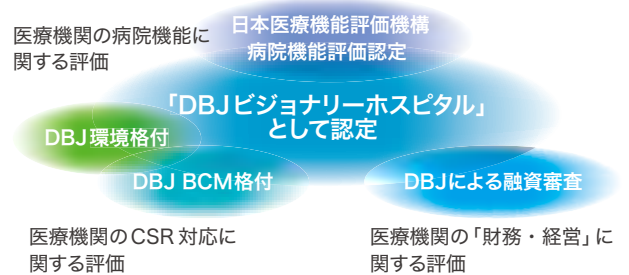 医療機関の病院機能に
関する評価
日本医療機能評価機構
病院機能評価認定
「DBJビジョナリーホスピタル」
として認定
DBJ環境格付
DBJ BCM格付
DBJによる融資審査
医療機関のCSR対応に
関する評価
医療機関の「財務・経営」に
関する評価